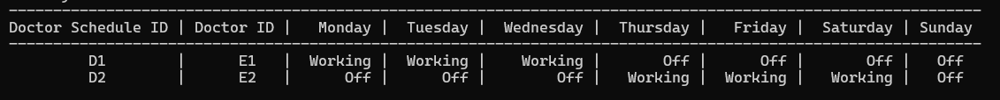 Doctor Schedule ID | Doctor ID | Monday | Tuesday | Wednesday | Thursday | Friday | Saturday | Sunday
D1 | E1 | Working | Working | Working | Off | Off | Off | Off
D2 | E2 | Off | Off | Off | Working | Working | Working | Off